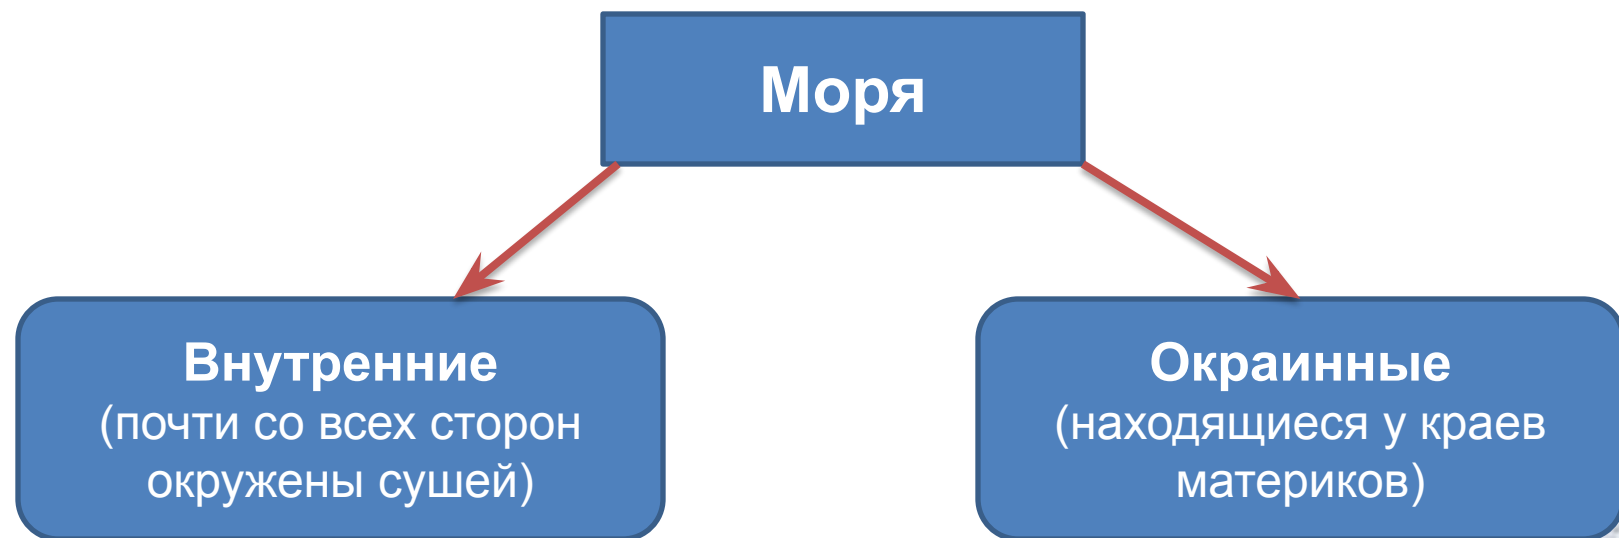 Моря
Внутренние
(почти со всех сторон
окружены сушей)
Окраинные
(находящиеся у краев
материков)